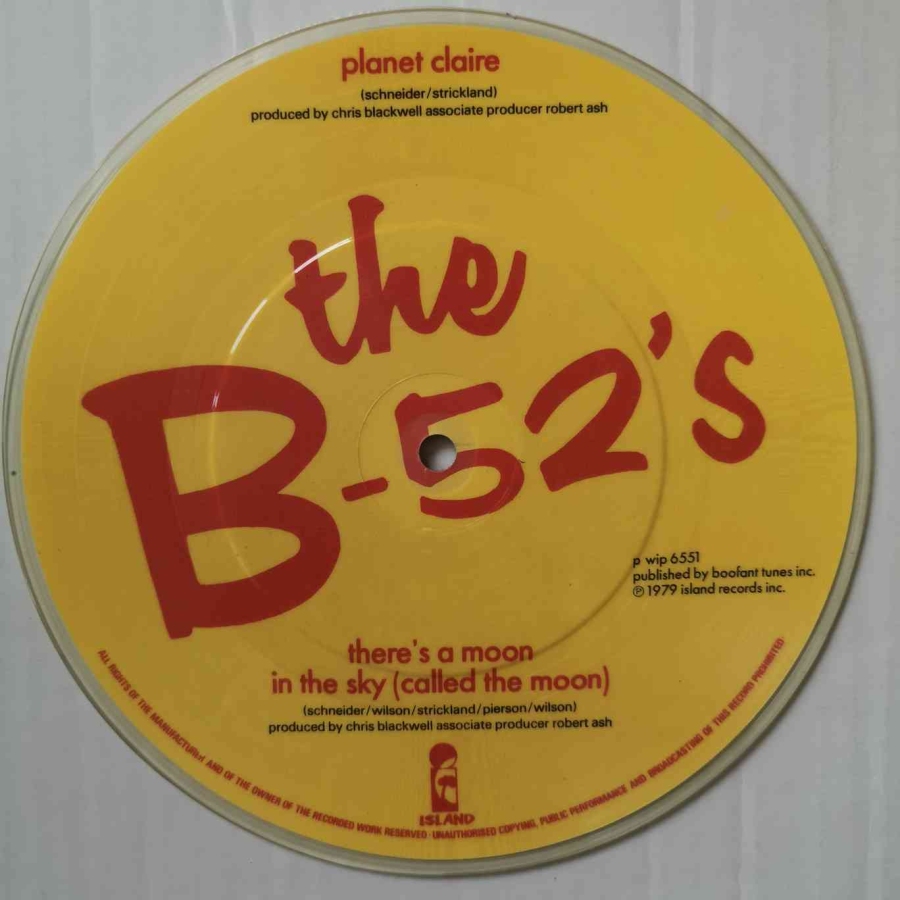 planet claire
(schneider/strickland)
produced by chris blackwell associate producer robert ash
the
B-52's
p wip 6551
published by boofant tunes inc.
℗ 1979 island records inc.
there's a moon
in the sky (called the moon)
(schneider/wilson/strickland/pierson/wilson)
produced by chris blackwell associate producer robert ash
ISLAND
ALL RIGHTS OF THE MANUFACTURER AND OF THE OWNER OF THE RECORDED WORK RESERVED · UNAUTHORISED COPYING, PUBLIC PERFORMANCE AND BROADCASTING OF THIS RECORD PROHIBITED